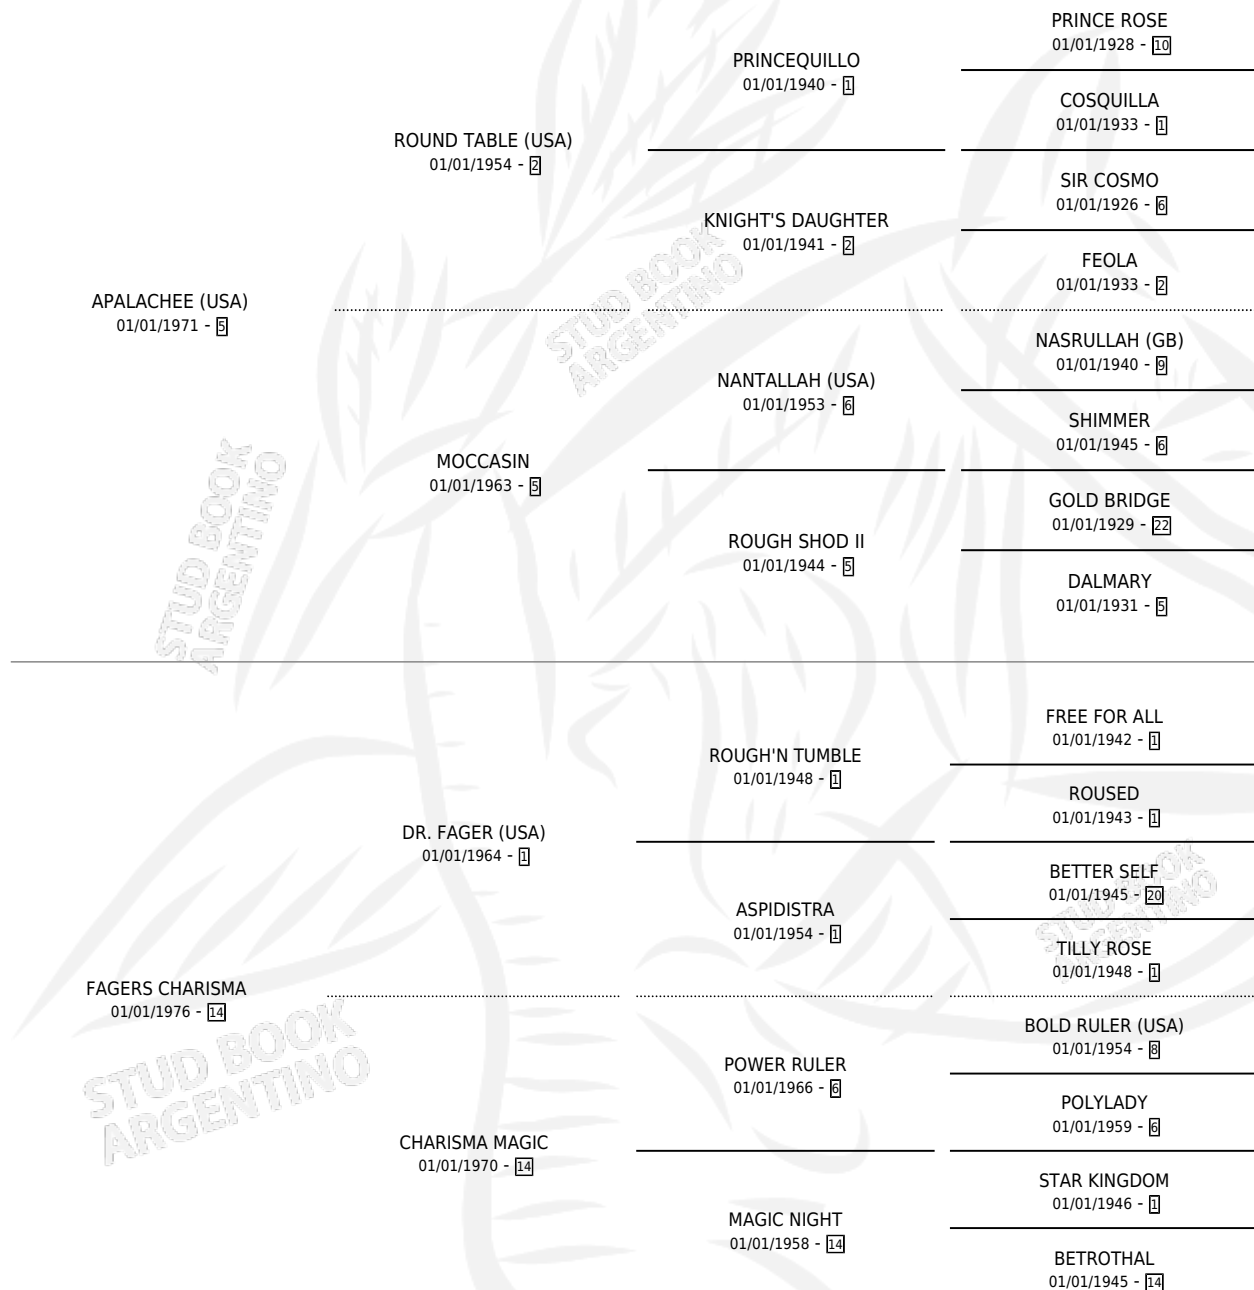 PRINCE ROSE
01/01/1928 - 10
PRINCEQUILLO
01/01/1940 - 1
COSQUILLA
01/01/1933 - 1
ROUND TABLE (USA)
01/01/1954 - 2
SIR COSMO
01/01/1926 - 6
KNIGHT'S DAUGHTER
01/01/1941 - 2
FEOLA
01/01/1933 - 2
APALACHEE (USA)
01/01/1971 - 5
NASRULLAH (GB)
01/01/1940 - 9
NANTALLAH (USA)
01/01/1953 - 6
SHIMMER
01/01/1945 - 6
MOCCASIN
01/01/1963 - 5
GOLD BRIDGE
01/01/1929 - 22
ROUGH SHOD II
01/01/1944 - 5
DALMARY
01/01/1931 - 5
FREE FOR ALL
01/01/1942 - 1
ROUGH'N TUMBLE
01/01/1948 - 1
ROUSED
01/01/1943 - 1
DR. FAGER (USA)
01/01/1964 - 1
BETTER SELF
01/01/1945 - 20
ASPIDISTRA
01/01/1954 - 1
TILLY ROSE
01/01/1948 - 1
FAGERS CHARISMA
01/01/1976 - 14
BOLD RULER (USA)
01/01/1954 - 8
POWER RULER
01/01/1966 - 6
POLYLADY
01/01/1959 - 6
CHARISMA MAGIC
01/01/1970 - 14
STAR KINGDOM
01/01/1946 - 1
MAGIC NIGHT
01/01/1958 - 14
BETROTHAL
01/01/1945 - 14
STUD BOOK
ARGENTINO
STUD BOOK
ARGENTINO
STUD BOOK
ARGENTINO
STUD BOOK
ARGENTINO